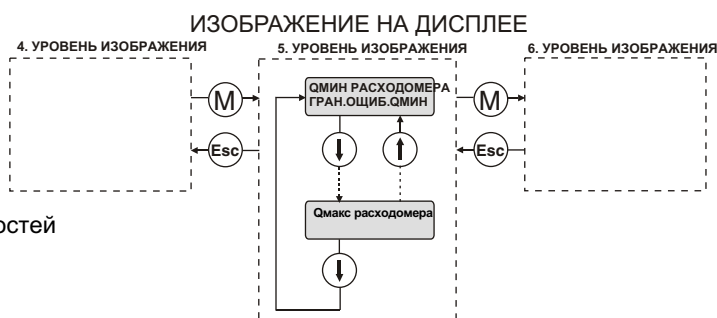 ИЗОБРАЖЕНИЕ НА ДИСПЛЕЕ
4. УРОВЕНЬ ИЗОБРАЖЕНИЯ
5. УРОВЕНЬ ИЗОБРАЖЕНИЯ
6. УРОВЕНЬ ИЗОБРАЖЕНИЯ
QМИН РАСХОДОМЕРА
ГРАН.ОЩИБ.QМИН
M
M
Esc
Esc
Qмакс расходомера
остей